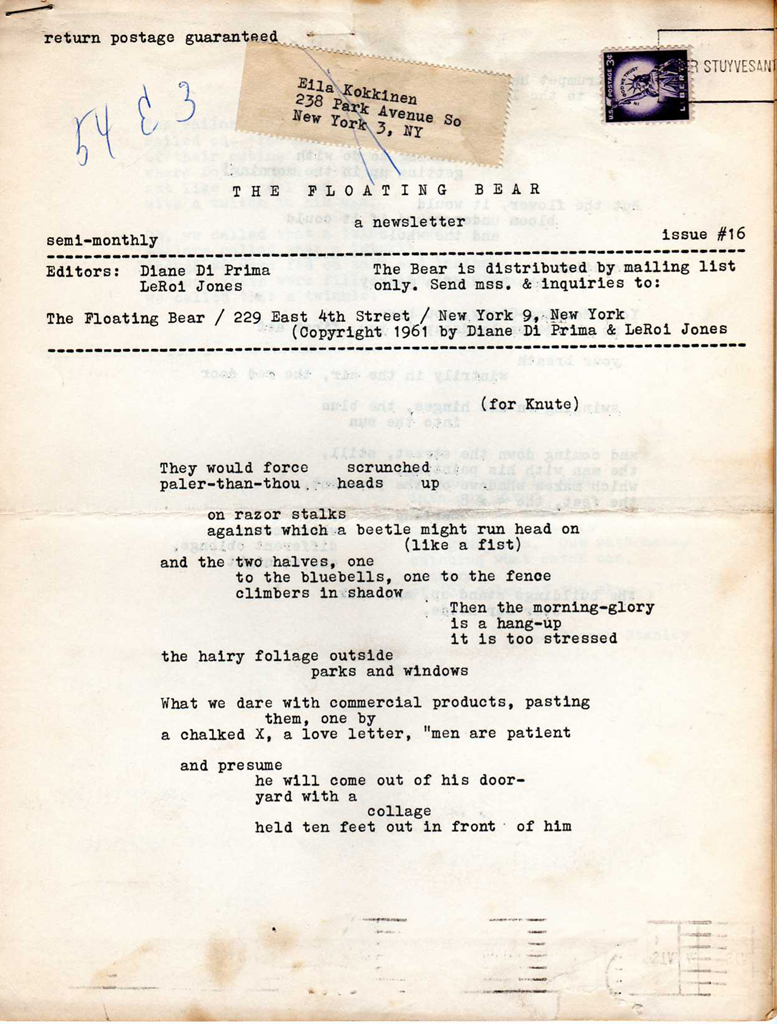 return postage guaranteed
54 & 3
Eila Kokkinen
238 Park Avenue So
New York 3, NY
U.S. POSTAGE 3¢
IN GOD WE TRUST
LIBERTY
STUYVESANT
THE FLOATING BEAR
a newsletter
semi-monthly issue #16
Editors: Diane Di Prima The Bear is distributed by mailing list
LeRoi Jones only. Send mss. & inquiries to:
The Floating Bear / 229 East 4th Street / New York 9, New York
(Copyright 1961 by Diane Di Prima & LeRoi Jones
(for Knute)
They would force scrunched
paler-than-thou heads up
on razor stalks
against which a beetle might run head on
(like a fist)
and the two halves, one
to the bluebells, one to the fence
climbers in shadow
Then the morning-glory
is a hang-up
it is too stressed
the hairy foliage outside
parks and windows
What we dare with commercial products, pasting
them, one by
a chalked X, a love letter, "men are patient
and presume
he will come out of his door-
yard with a
collage
held ten feet out in front of him